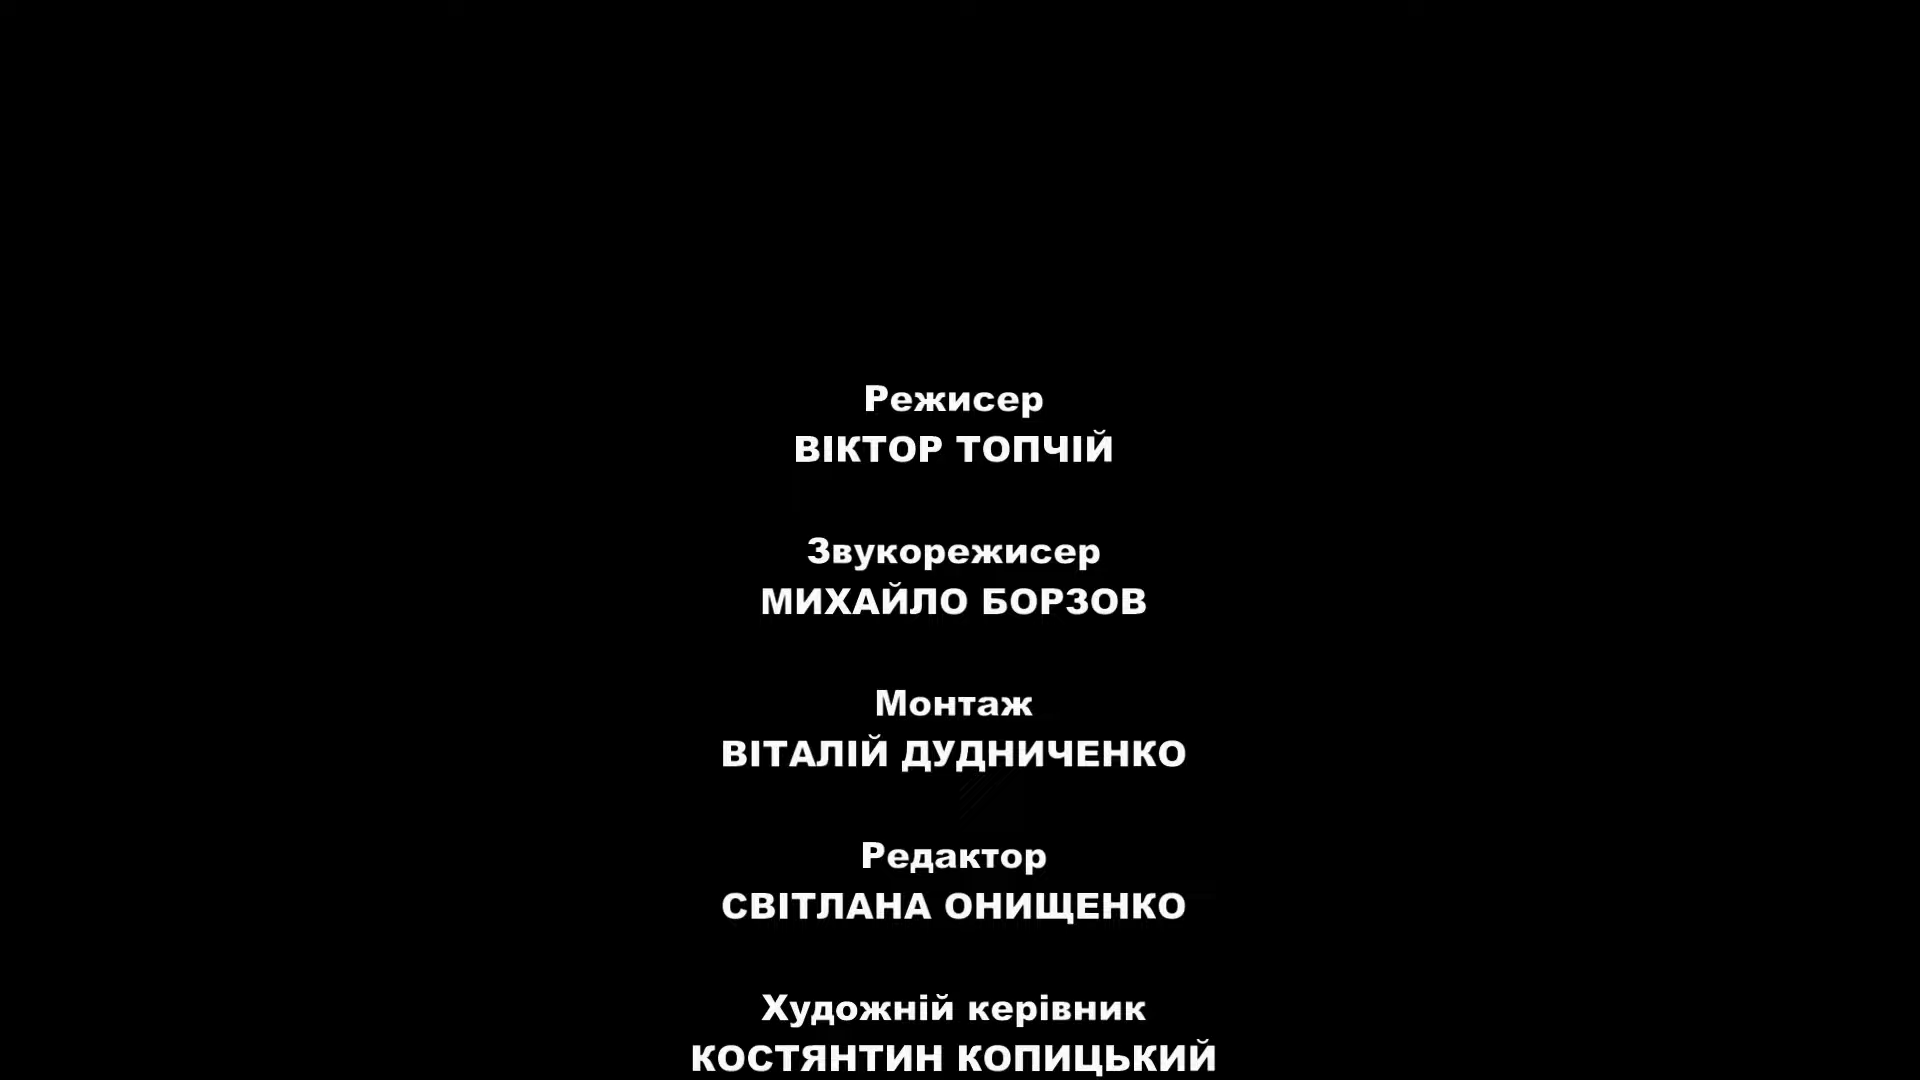 Режисер
ВІКТОР ТОПЧІЙ
Звукорежисер
МИХАЙЛО БОРЗОВ
Монтаж
ВІТАЛІЙ ДУДНИЧЕНКО
Редактор
СВІТЛАНА ОНИЩЕНКО
Художній керівник
КОСТЯНТИН КОПИЦЬКИЙ